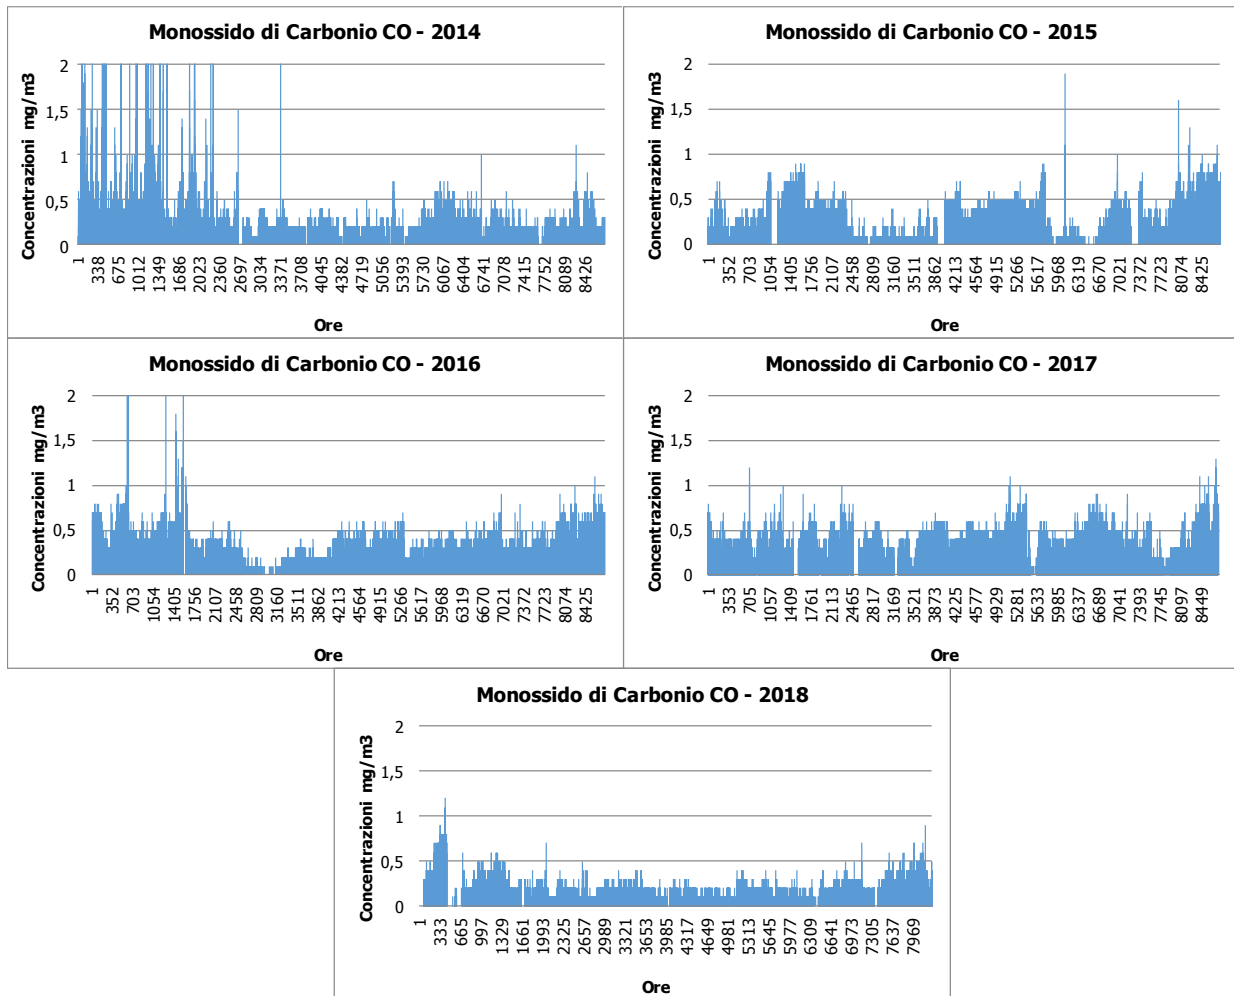 Monossido di Carbonio CO - 2014
Concentrazioni mg/m3
2
1,5
1
0,5
0
1 338 675 1012 1349 1686 2023 2360 2697 3034 3371 3708 4045 4382 4719 5056 5393 5730 6067 6404 6741 7078 7415 7752 8089 8426
Ore
Monossido di Carbonio CO - 2015
Concentrazioni mg/m3
2
1,5
1
0,5
0
1 352 703 1054 1405 1756 2107 2458 2809 3160 3511 3862 4213 4564 4915 5266 5617 5968 6319 6670 7021 7372 7723 8074 8425
Ore
Monossido di Carbonio CO - 2016
Concentrazioni mg/m3
2
1,5
1
0,5
0
1 352 703 1054 1405 1756 2107 2458 2809 3160 3511 3862 4213 4564 4915 5266 5617 5968 6319 6670 7021 7372 7723 8074 8425
Ore
Monossido di Carbonio CO - 2017
Concentrazioni mg/m3
2
1,5
1
0,5
0
1 353 705 1057 1409 1761 2113 2465 2817 3169 3521 3873 4225 4577 4929 5281 5633 5985 6337 6689 7041 7393 7745 8097 8449
Ore
Monossido di Carbonio CO - 2018
Concentrazioni mg/m3
2
1,5
1
0,5
0
1 333 665 997 1329 1661 1993 2325 2657 2989 3321 3653 3985 4317 4649 4981 5313 5645 5977 6309 6641 6973 7305 7637 7969
Ore